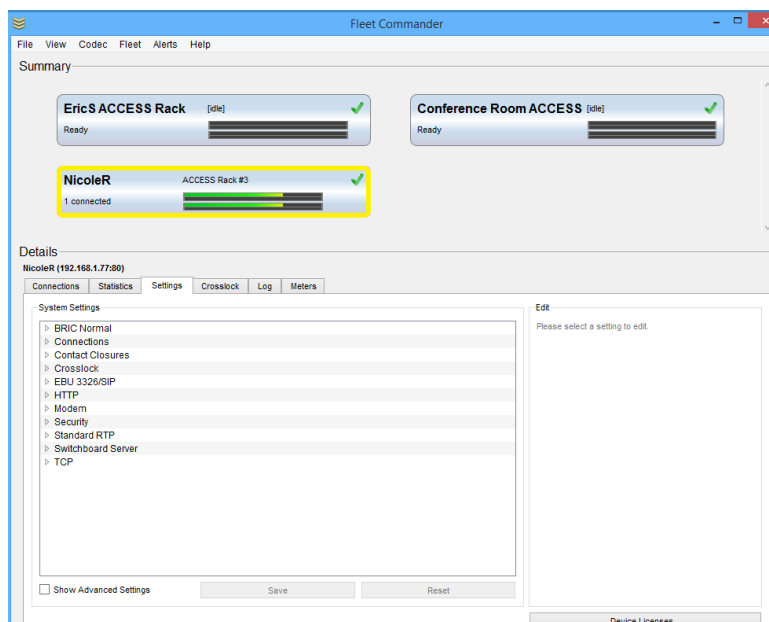 Fleet Commander
File View Codec Fleet Alerts Help
Summary
EricS ACCESS Rack [idle]
Ready
Conference Room ACCESS [idle]
Ready
NicoleR ACCESS Rack #3
1 connected
Details
NicoleR (192.168.1.77:80)
Connections Statistics Settings Crosslock Log Meters
System Settings
BRIC Normal
Connections
Contact Closures
Crosslock
EBU 3326/SIP
HTTP
Modem
Security
Standard RTP
Switchboard Server
TCP
Show Advanced Settings Save Reset
Edit
Please select a setting to edit.
Device Licenses